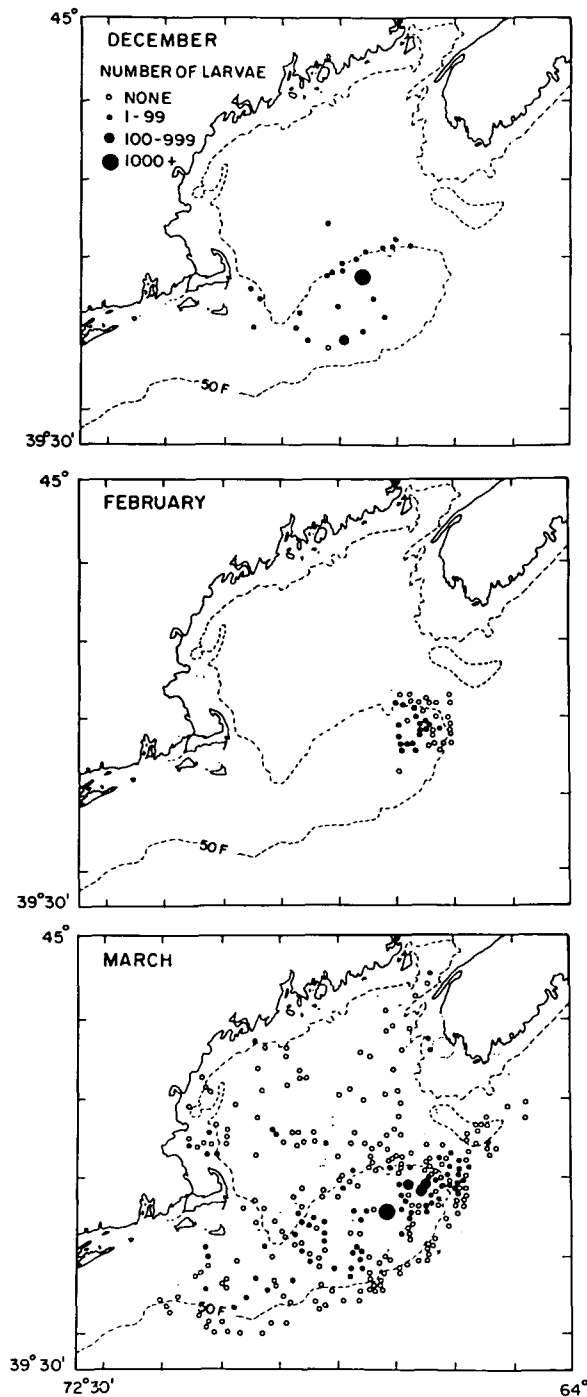 45°
DECEMBER
NUMBER OF LARVAE
NONE
1-99
100-999
1000+
50F
39°30'
45°
FEBRUARY
50F
39°30'
45°
MARCH
50F
39°30'
72°30'
64°